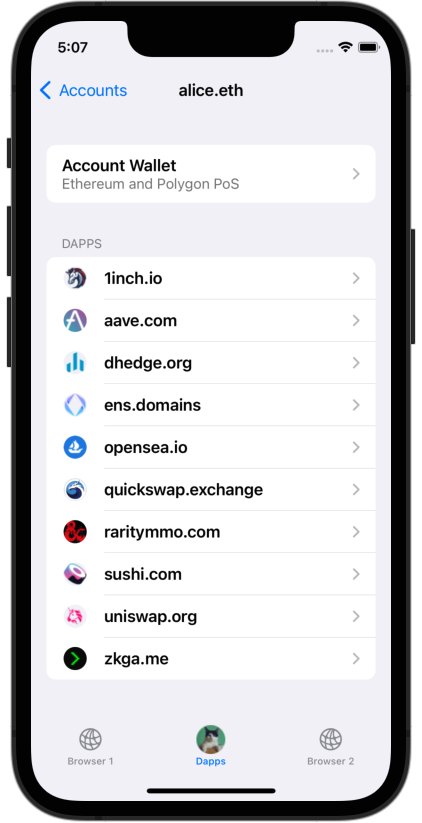 5:07
Accounts
alice.eth
Account Wallet
Ethereum and Polygon PoS
DAPPS
1inch.io
aave.com
dhedge.org
ens.domains
opensea.io
quickswap.exchange
raritymmo.com
sushi.com
uniswap.org
zkga.me
Browser 1
Dapps
Browser 2